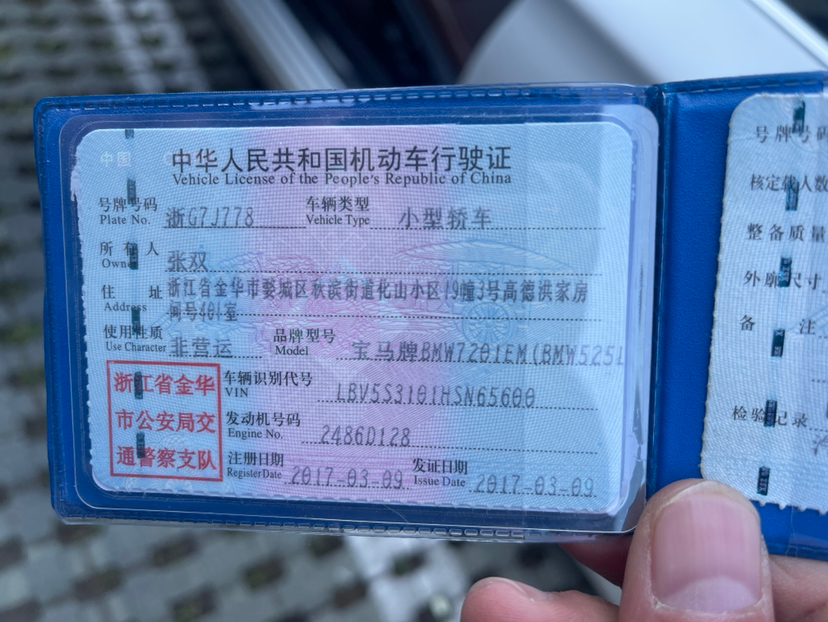 中国
中华人民共和国机动车行驶证
Vehicle License of the People's Republic of China
号牌号码 浙G7J778 车辆类型 小型轿车
Plate No. Vehicle Type
所有人 张双
Owner
住址 浙江省金华市婺城区秋滨街道化山小区19幢3号高德洪家房
Address 间号401室
使用性质 非营运 品牌型号 宝马牌BMW7201EM(BMW525L
Use Character Model
浙江省金华
市公安局交
通警察支队
车辆识别代号 LBV5S3101HSN65600
VIN
发动机号码 2486D128
Engine No.
注册日期 2017-03-09 发证日期 2017-03-09
Register Date Issue Date
号牌号码
核定载人数
整备质量
外廓尺寸
备注
检验记录